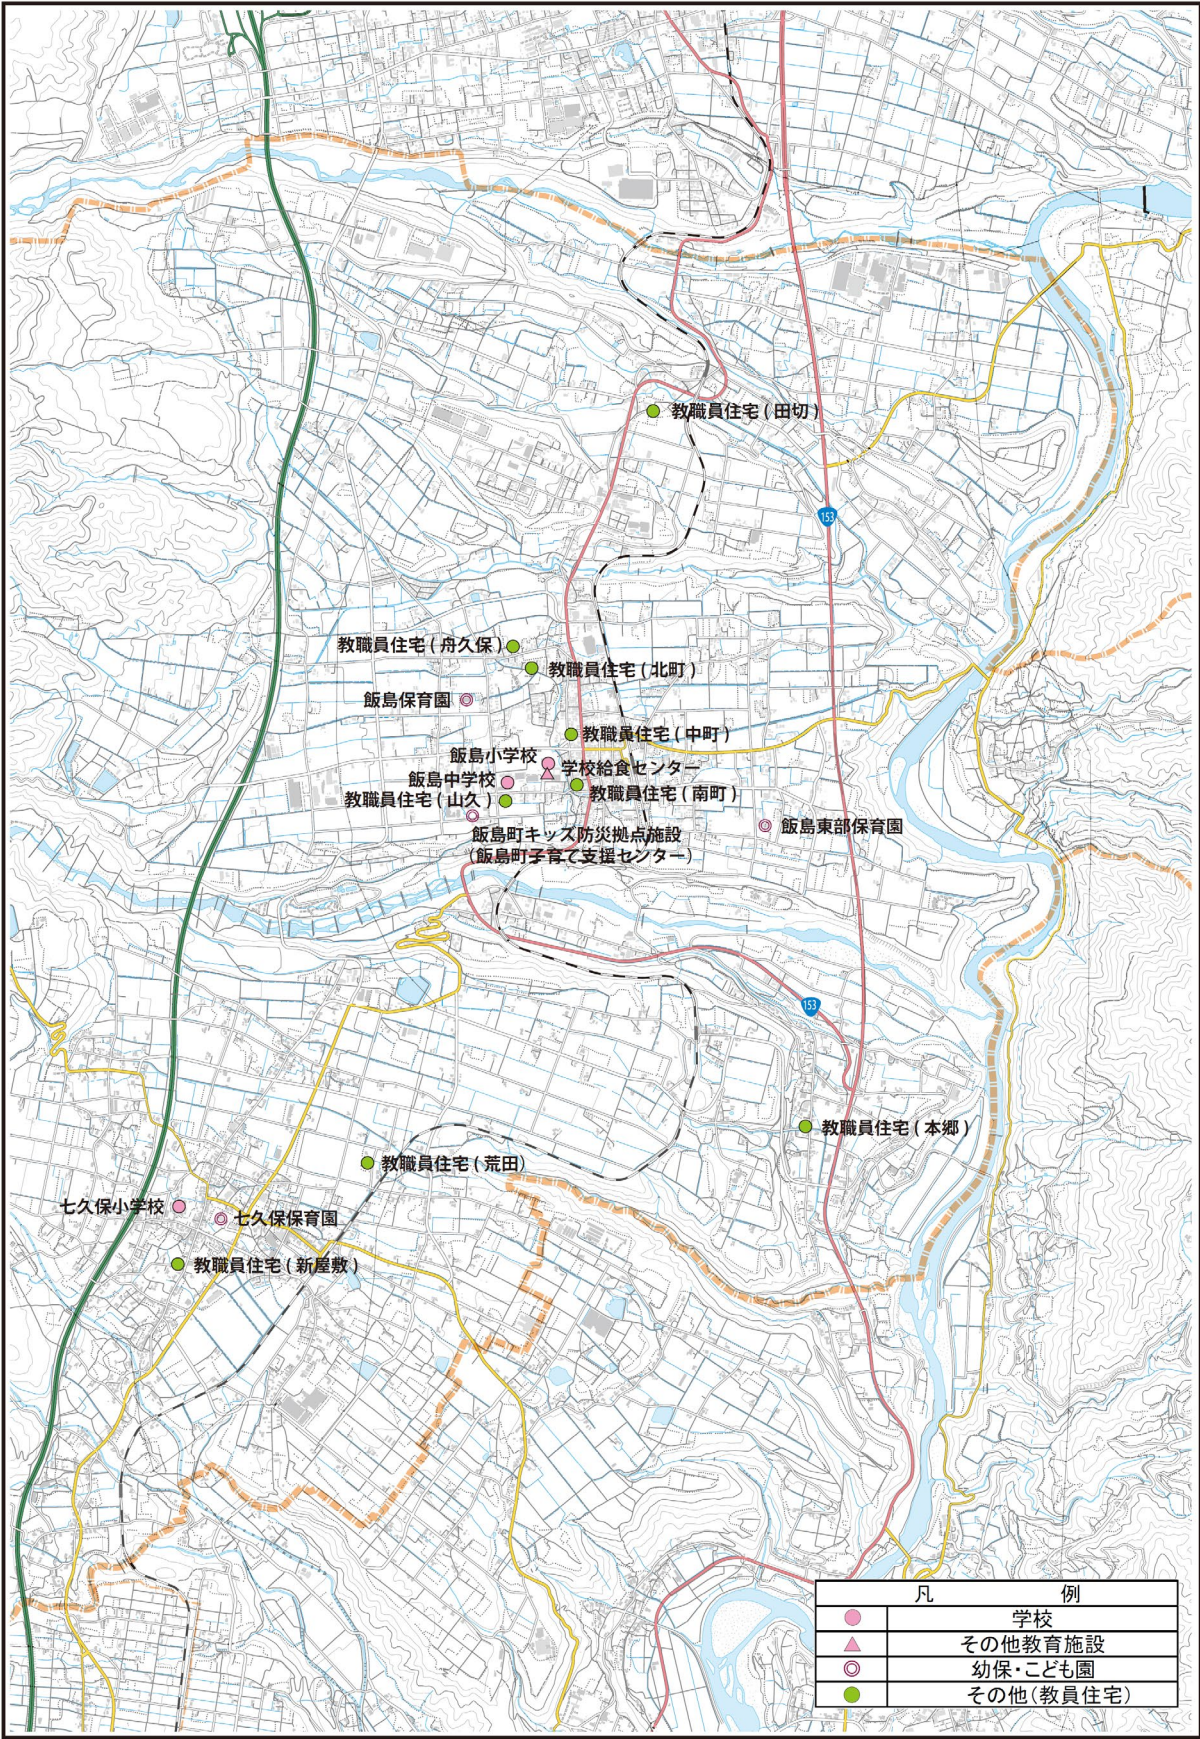 教職員住宅(田切)
153
教職員住宅(舟久保)
教職員住宅(北町)
飯島保育園
教職員住宅(中町)
飯島小学校
学校給食センター
飯島中学校
教職員住宅(南町)
教職員住宅(山久)
飯島東部保育園
飯島町キッズ防災拠点施設
(飯島町子育て支援センター)
153
教職員住宅(本郷)
教職員住宅(荒田)
七久保小学校
七久保保育園
教職員住宅(新屋敷)
凡 例
学校
その他教育施設
幼保・こども園
その他(教員住宅)